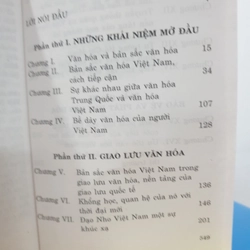 LỜI NÓI ĐẦU
Phần thứ I. NHỮNG KHÁI NIỆM MỞ ĐẦU
Chương I. Văn hóa và bản sắc văn hóa 15
Chương II. Bản sắc văn hóa Việt Nam,
cách tiếp cận 34
Chương III. Sự khác nhau giữa văn hóa
Trung Quốc và văn hóa
Việt Nam 107
Chương IV. Bề dày văn hóa của người
Việt Nam 128
Phần thứ II. GIAO LƯU VĂN HÓA
Chương V. Bản sắc văn hóa Việt Nam trong
giao lưu văn hóa, nền tảng của
giao lưu quốc tế 136
Chương VI. Khổng học, quan hệ của nó với
thời đại mới 146
Chương VII. Đạo Nho Việt Nam một sự 201
khúc xạ